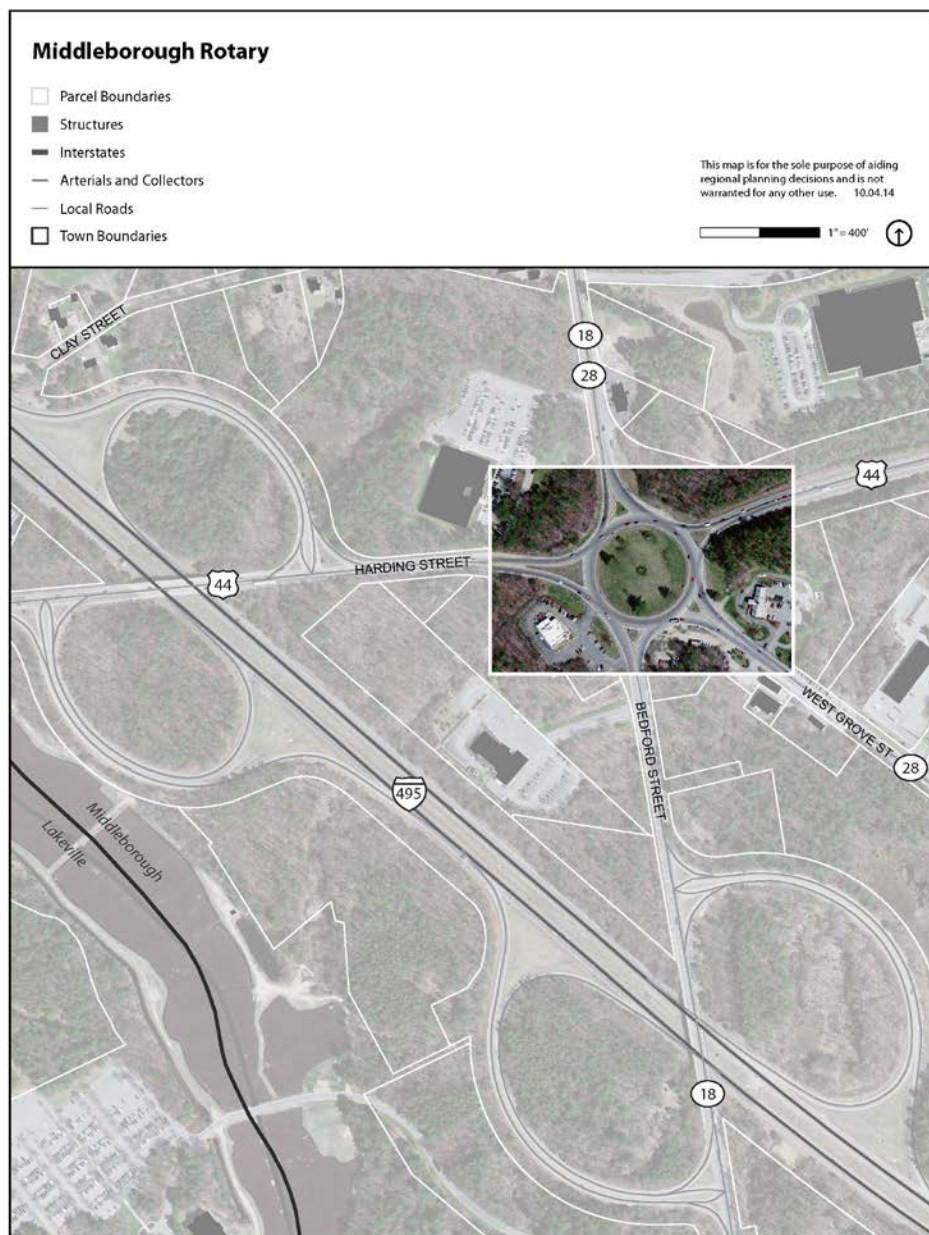 Middleborough Rotary
Parcel Boundaries
Structures
Interstates
Arterials and Collectors
Local Roads
Town Boundaries
This map is for the sole purpose of aiding
regional planning decisions and is not
warranted for any other use. 10.04.14
1" = 400'
CLAY STREET
18
28
44
HARDING STREET
44
WEST GROVE ST
28
BEDFORD STREET
495
Middleborough
Lakeville
18